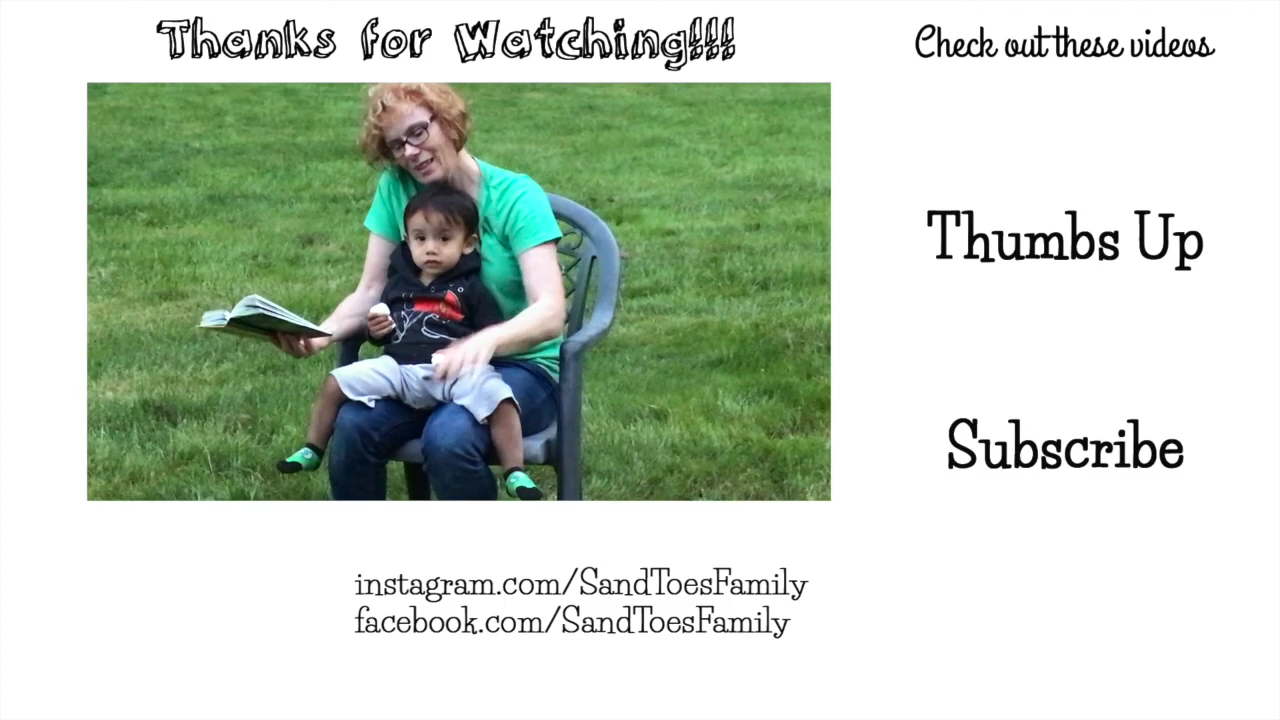 Thanks for Watching!!!
Check out these videos
Thumbs Up
Subscribe
instagram.com/SandToesFamily
facebook.com/SandToesFamily